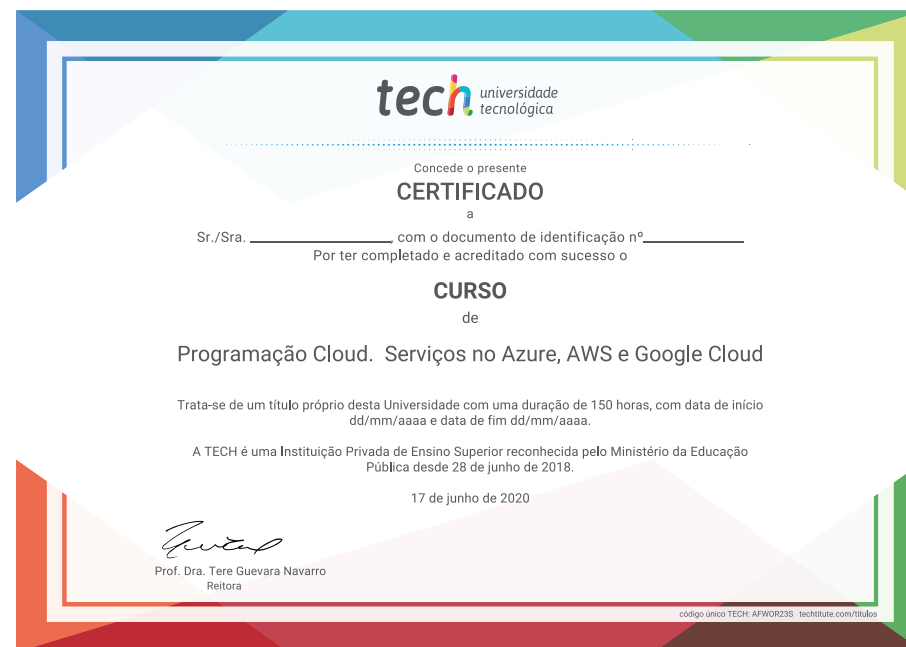 tech universidade
tecnológica
Concede o presente
CERTIFICADO
a
Sr./Sra. , com o documento de identificação nº
Por ter completado e acreditado com sucesso o
CURSO
de
Programação Cloud. Serviços no Azure, AWS e Google Cloud
Trata-se de um título próprio desta Universidade com uma duração de 150 horas, com data de início
dd/mm/aaaa e data de fim dd/mm/aaaa.
A TECH é uma Instituição Privada de Ensino Superior reconhecida pelo Ministério da Educação
Pública desde 28 de junho de 2018.
17 de junho de 2020
Prof. Dra. Tere Guevara Navarro
Reitora
código único TECH: AFWOR23S techtitute.com/titulos